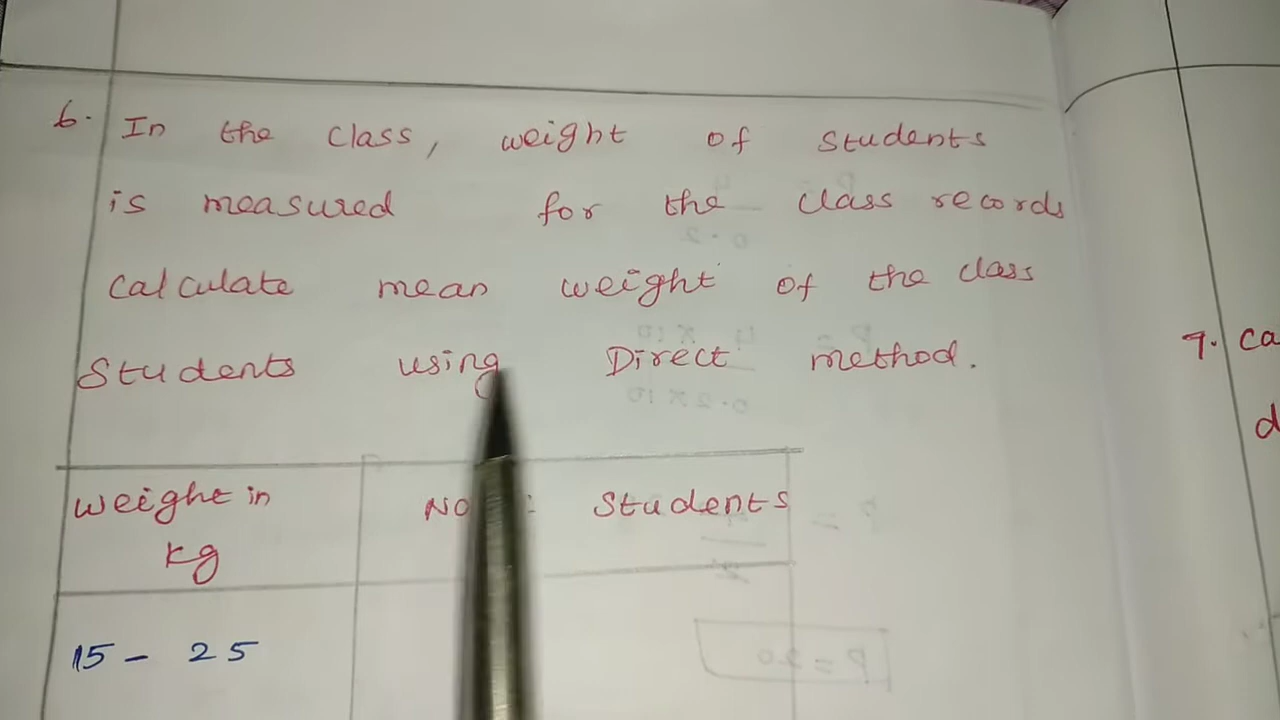 6. In the class, weight of students
is measured for the class records
calculate mean weight of the class
Students using Direct method.
weight in No : Students
kg
15 - 25
7. ca
d